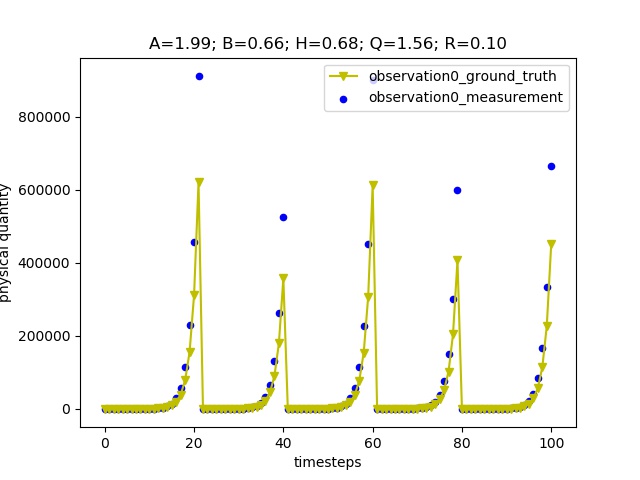 A=1.99; B=0.66; H=0.68; Q=1.56; R=0.10
observation0_ground_truth
observation0_measurement
800000
600000
400000
200000
0
physical quantity
0 20 40 60 80 100
timesteps